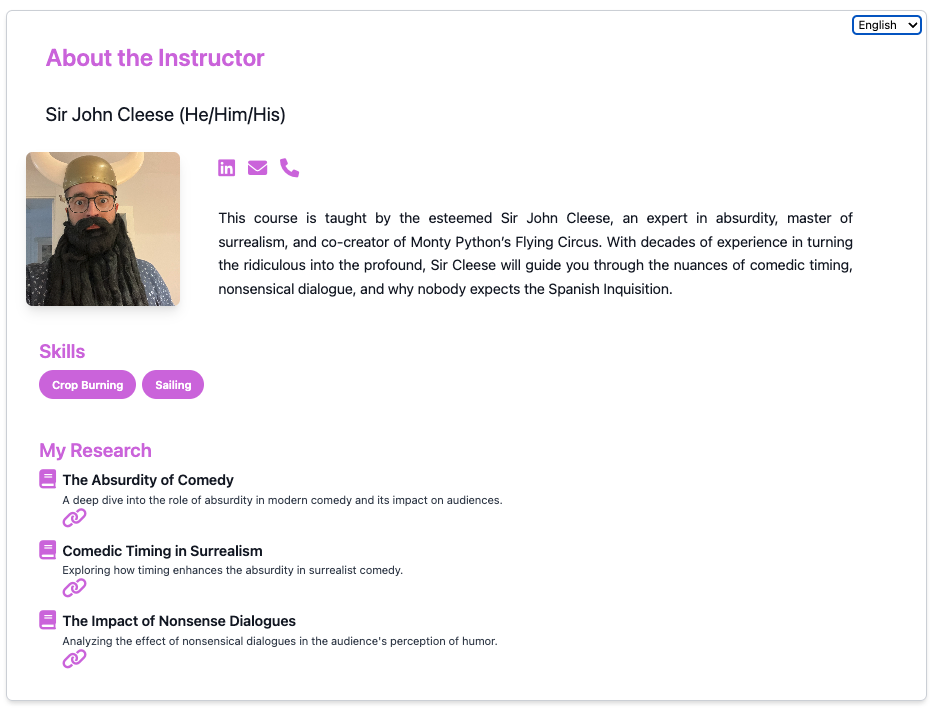 English
About the Instructor
Sir John Cleese (He/Him/His)
in
This course is taught by the esteemed Sir John Cleese, an expert in absurdity, master of
surrealism, and co-creator of Monty Python’s Flying Circus. With decades of experience in turning
the ridiculous into the profound, Sir Cleese will guide you through the nuances of comedic timing,
nonsensical dialogue, and why nobody expects the Spanish Inquisition.
Skills
Crop Burning Sailing
My Research
The Absurdity of Comedy
A deep dive into the role of absurdity in modern comedy and its impact on audiences.
Comedic Timing in Surrealism
Exploring how timing enhances the absurdity in surrealist comedy.
The Impact of Nonsense Dialogues
Analyzing the effect of nonsensical dialogues in the audience's perception of humor.